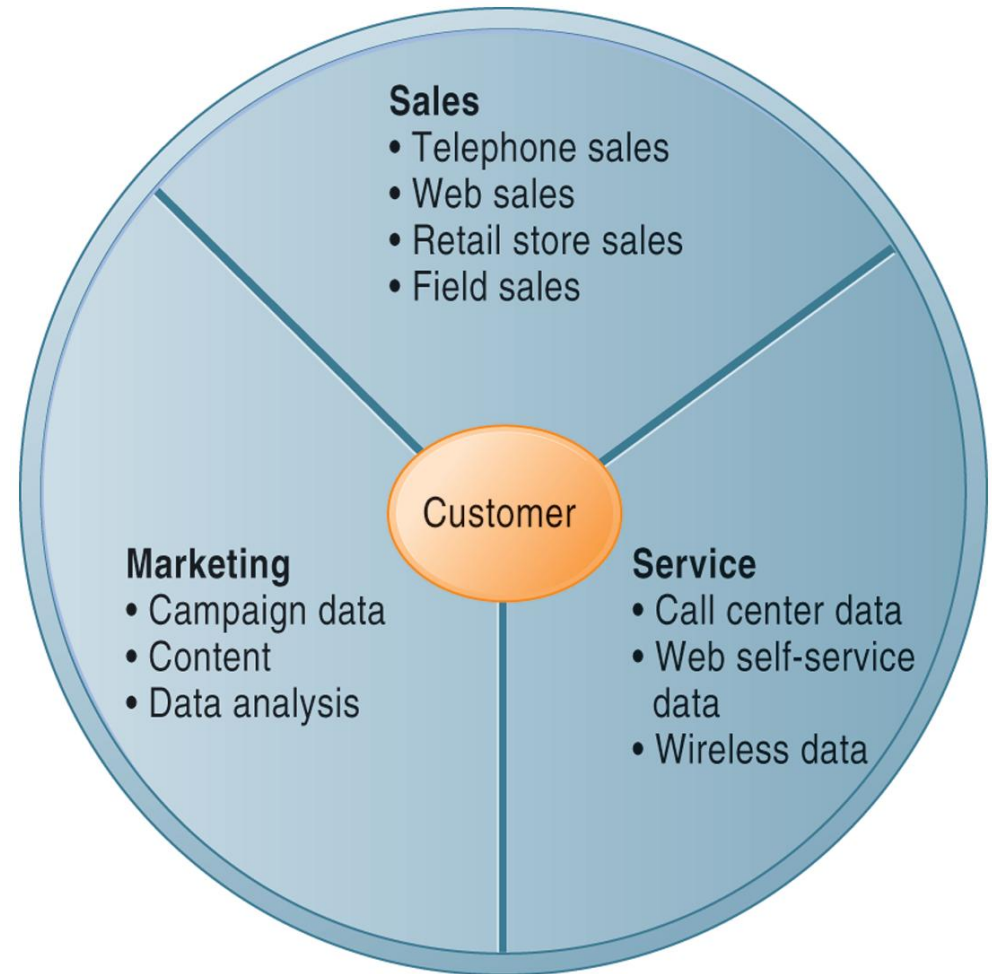 Sales
• Telephone sales
• Web sales
• Retail store sales
• Field sales
Customer
Marketing
• Campaign data
• Content
• Data analysis
Service
• Call center data
• Web self-service
data
• Wireless data